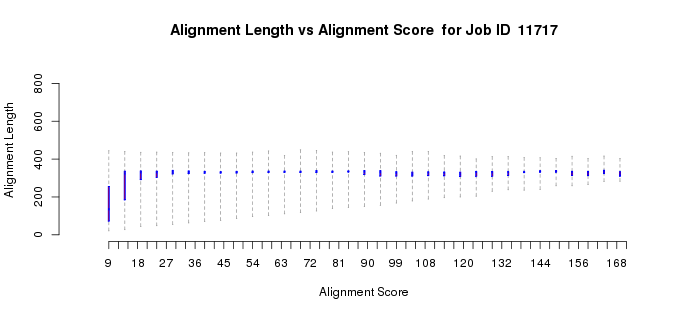 Alignment Length vs Alignment Score  for Job ID  11717
Alignment Length
800
600
400
200
0
9 18 27 36 45 54 63 72 81 90 99 108 120 132 144 156 168
Alignment Score